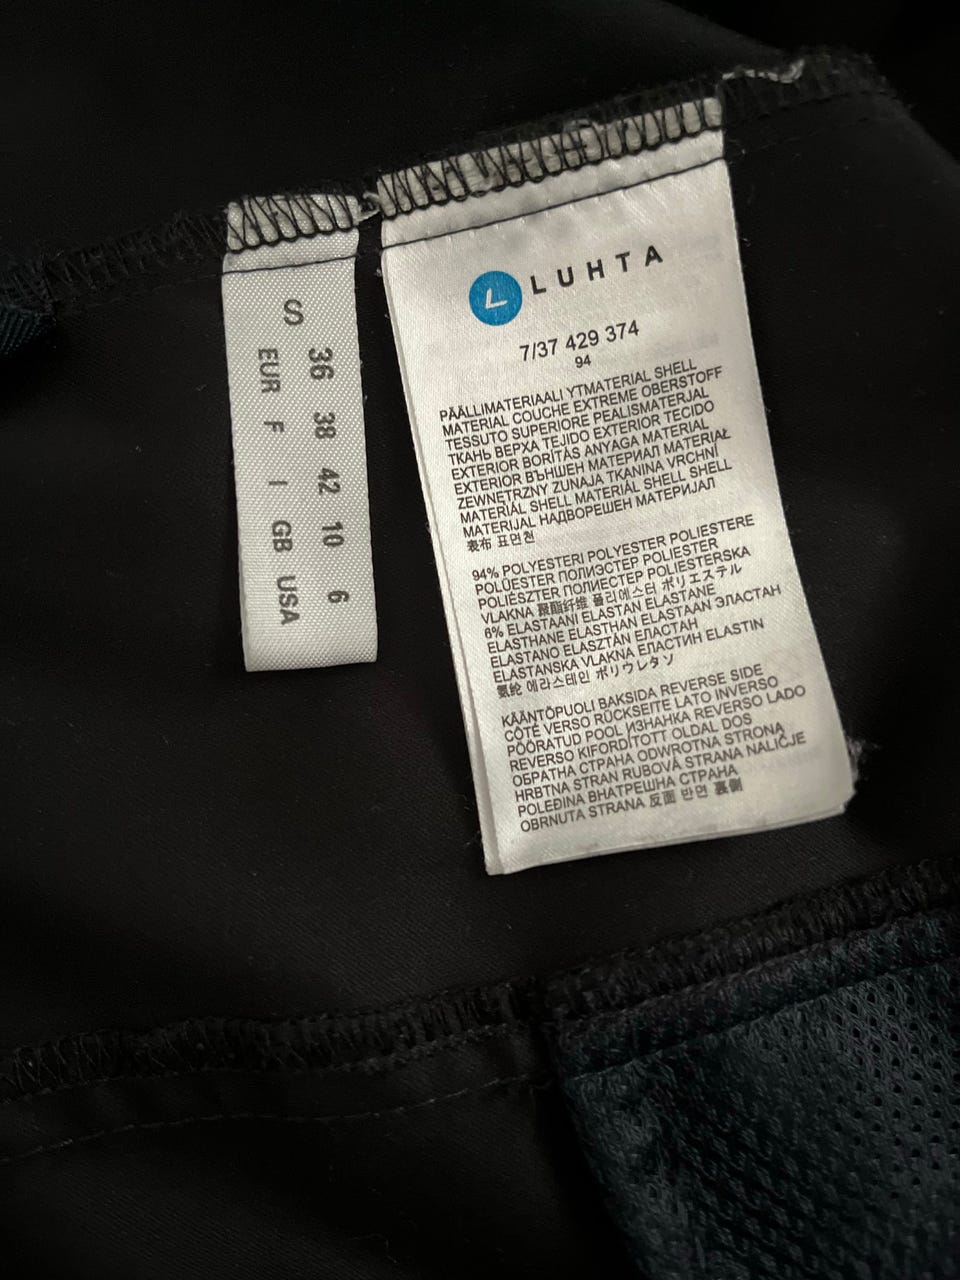 S
36 38 42 10 6
EUR F I GB USA
L LUHTA
7/37 429 374
94
PÄÄLLIMATERIAALI YTMATERIAL SHELL
MATERIAL COUCHE EXTREME OBERSTOFF
TESSUTO SUPERIORE PEALISMATERJAL
ТКАНЬ ВЕРХА TEJIDO EXTERIOR TECIDO
EXTERIOR BORÍTÁS ANYAGA MATERIAL
EXTERIOR ВЪНШЕН МАТЕРИАЛ MATERIAŁ
ZEWNĘTRZNY ZUNAJA TKANINA VRCHNÍ
MATERIÁL SHELL MATERIÁL SHELL SHELL
MATERIJAL НАДВОРЕШЕН МАТЕРИЈАЛ
表布 표면천
94% POLYESTERI POLYESTER POLIESTERE
POLÜESTER ПОЛИЭСТЕР POLIESTER
POLIÉSZTER ПОЛИЕСТЕР POLIESTERSKA
VLAKNA 聚酯纤维 폴리에스터 ポリエステル
6% ELASTAANI ELASTAN ELASTANE
ELASTHANE ELASTHAN ELASTAAN ЭЛАСТАН
ELASTANO ELASZTÁN ЕЛАСТАН
ELASTANSKA VLAKNA ЕЛАСТИН ELASTIN
氨纶 에라스테인 ポリウレタン
KÄÄNTÖPUOLI BAKSIDA REVERSE SIDE
CÔTÉ VERSO RÜCKSEITE LATO INVERSO
PÖÖRATUD POOL ИЗНАНКА REVERSO LADO
REVERSO KIFORDÍTOTT OLDAL DOS
ОБРАТНА СТРАНА ODWROTNA STRONA
HRBTNA STRAN RUBOVÁ STRANA NALIČJE
POLEĐINA ВНАТРЕШНА СТРАНА
OBRNUTA STRANA 反面 반면 裏側